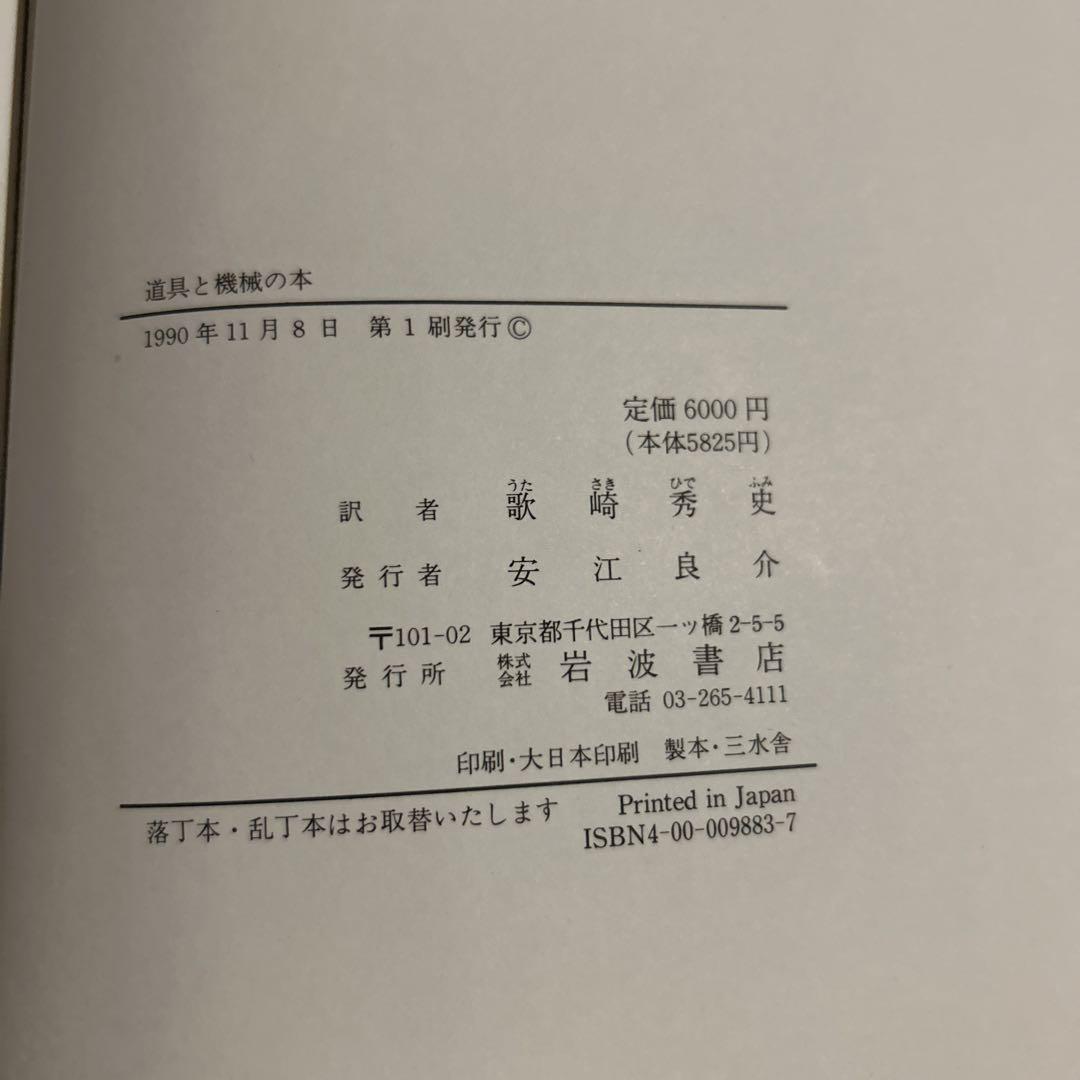 道具と機械の本
1990年11月8日 第1刷発行©
定価 6000 円
(本体5825円)
訳者 歌崎秀史
うた さき ひで ふみ
発行者 安江良介
〒101-02 東京都千代田区一ッ橋2-5-5
発行所 株式会社 岩波書店
電話 03-265-4111
印刷・大日本印刷 製本・三水舎
落丁本・乱丁本はお取替いたします Printed in Japan
ISBN4-00-009883-7